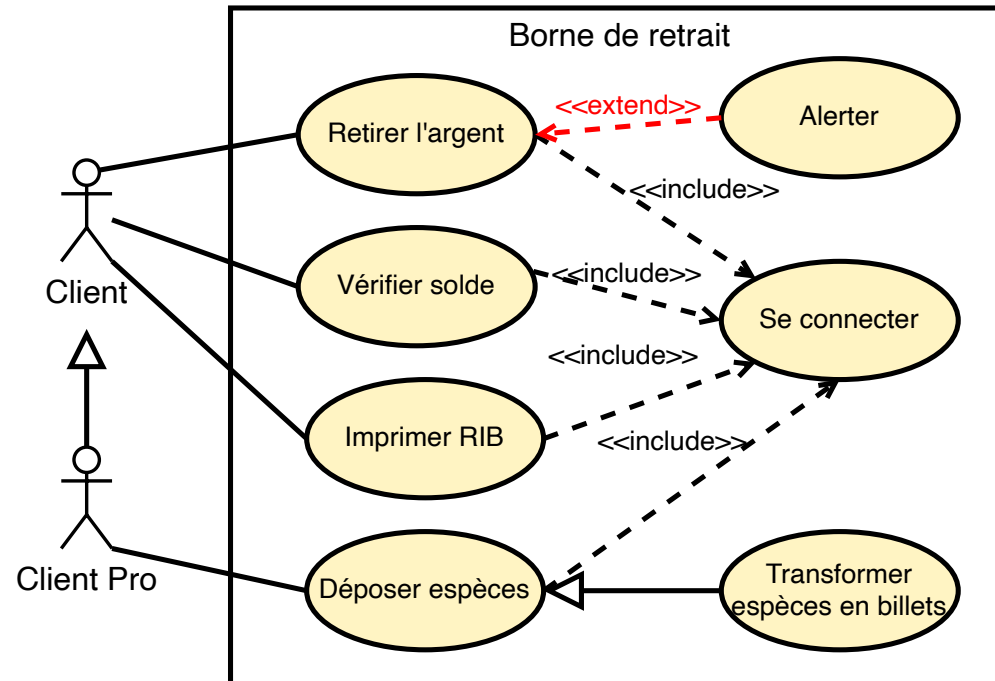 Borne de retrait
<<extend>>
Alerter
Retirer l'argent
<<include>>
Client
Vérifier solde
<<include>>
Se connecter
<<include>>
Imprimer RIB
<<include>>
Client Pro
Déposer espèces
Transformer
espèces en billets